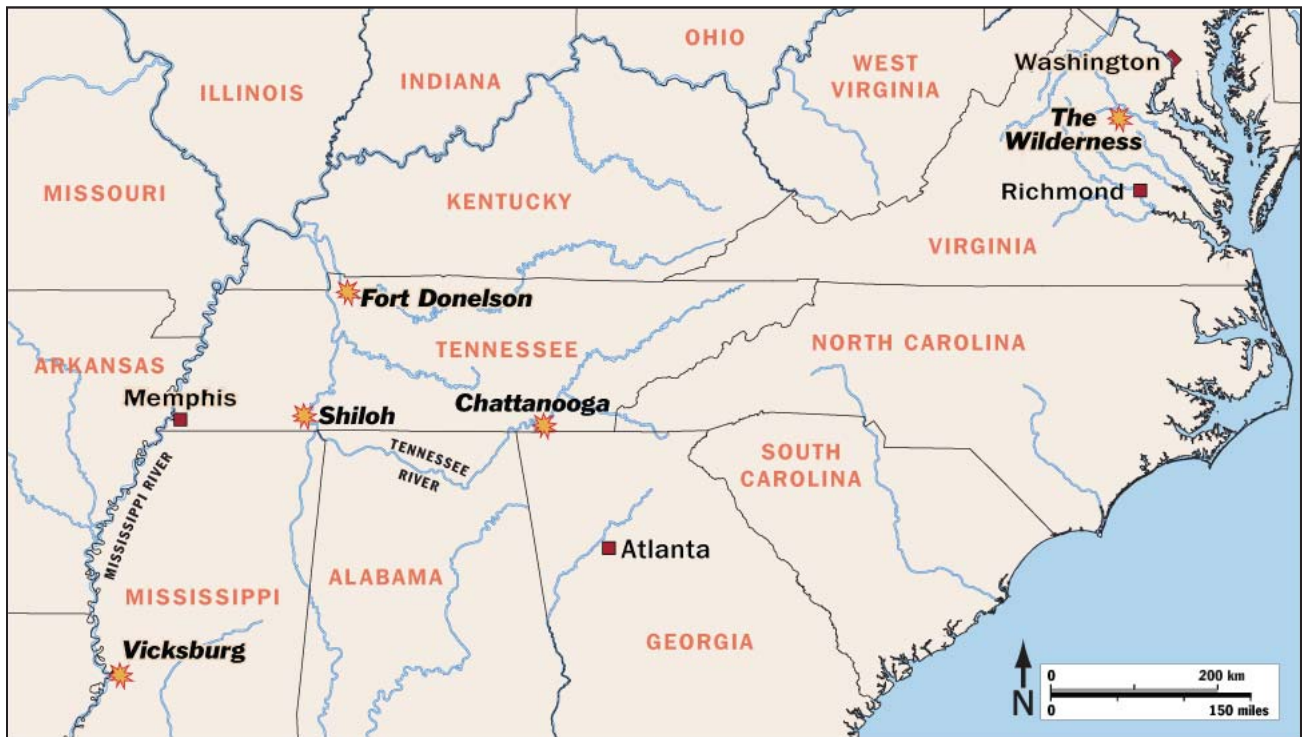 OHIO
Washington
WEST
VIRGINIA
INDIANA
ILLINOIS
The
Wilderness
MISSOURI
KENTUCKY
Richmond
VIRGINIA
Fort Donelson
TENNESSEE
NORTH CAROLINA
ARKANSAS
Memphis
Shiloh
Chattanooga
TENNESSEE
RIVER
SOUTH
CAROLINA
MISSISSIPPI RIVER
Atlanta
ALABAMA
MISSISSIPPI
GEORGIA
Vicksburg
N
0 200 km
0 150 miles